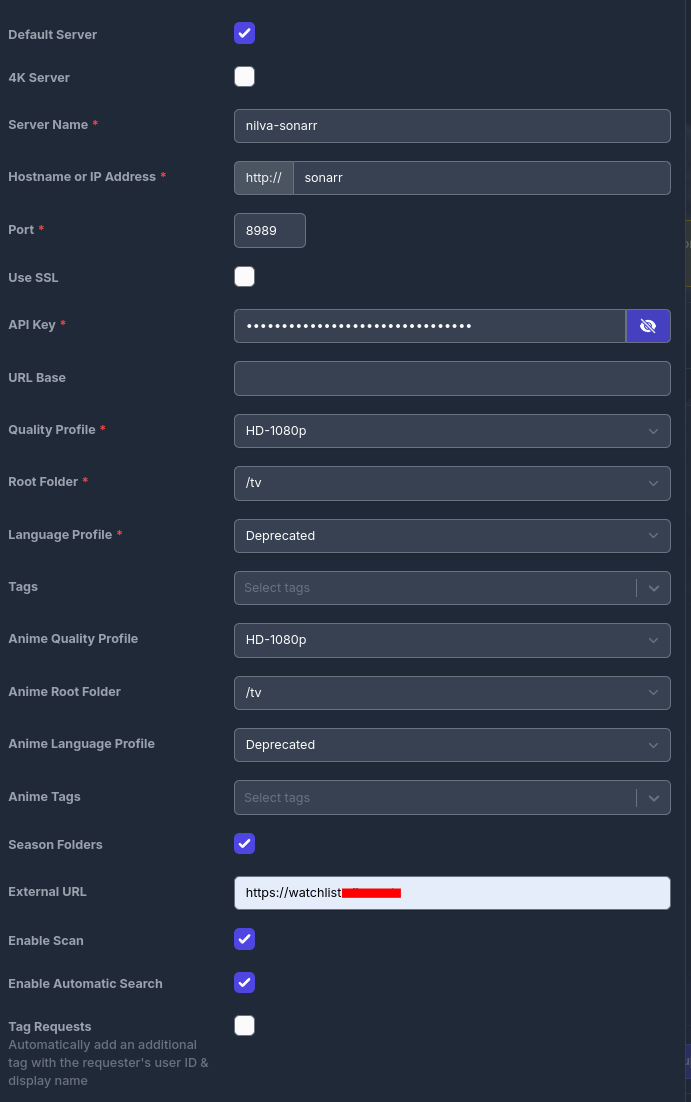 Default Server
4K Server
Server Name *
nilva-sonarr
Hostname or IP Address *
http://
sonarr
Port *
8989
Use SSL
API Key *
••••••••••••••••••••••••••••••••
URL Base
Quality Profile *
HD-1080p
Root Folder *
/tv
Language Profile *
Deprecated
Tags
Select tags
Anime Quality Profile
HD-1080p
Anime Root Folder
/tv
Anime Language Profile
Deprecated
Anime Tags
Select tags
Season Folders
External URL
https://watchlist
Enable Scan
Enable Automatic Search
Tag Requests
Automatically add an additional
tag with the requester's user ID &
display name